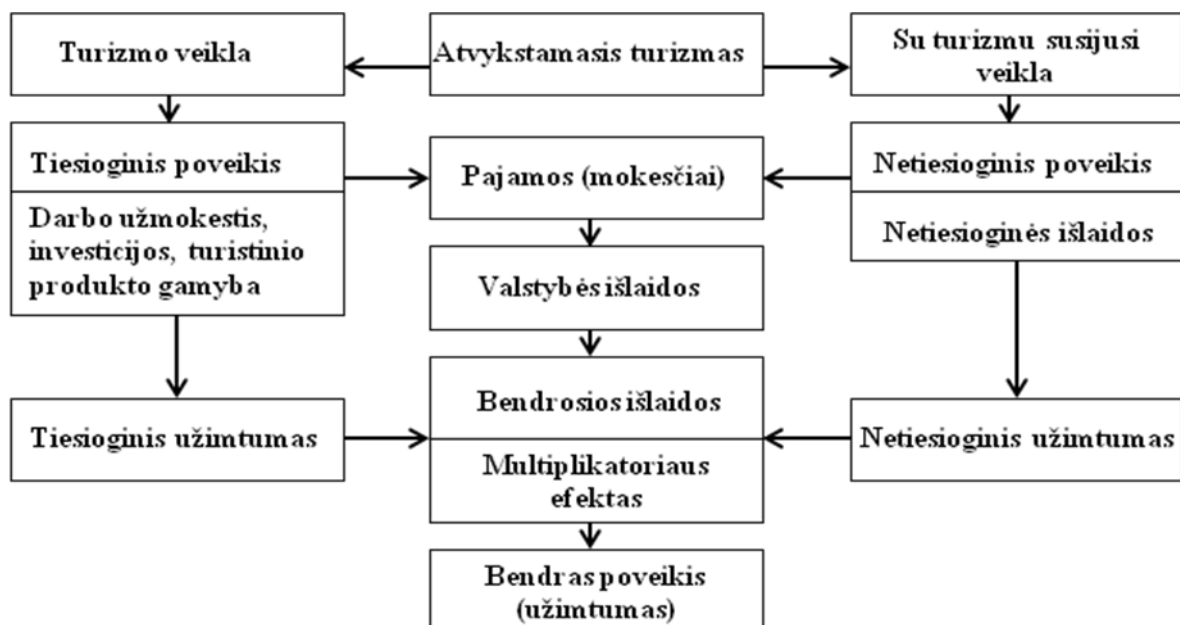 Turizmo veikla
Atvykstamasis turizmas
Su turizmu susijusi
veikla
Tiesioginis poveikis
Darbo užmokestis,
investicijos, turistinio
produkto gamyba
Pajamos (mokesčiai)
Netiesioginis poveikis
Netiesioginės išlaidos
Valstybės išlaidos
Tiesioginis užimtumas
Bendrosios išlaidos
Multiplikatoriaus
efektas
Netiesioginis užimtumas
Bendras poveikis
(užimtumas)